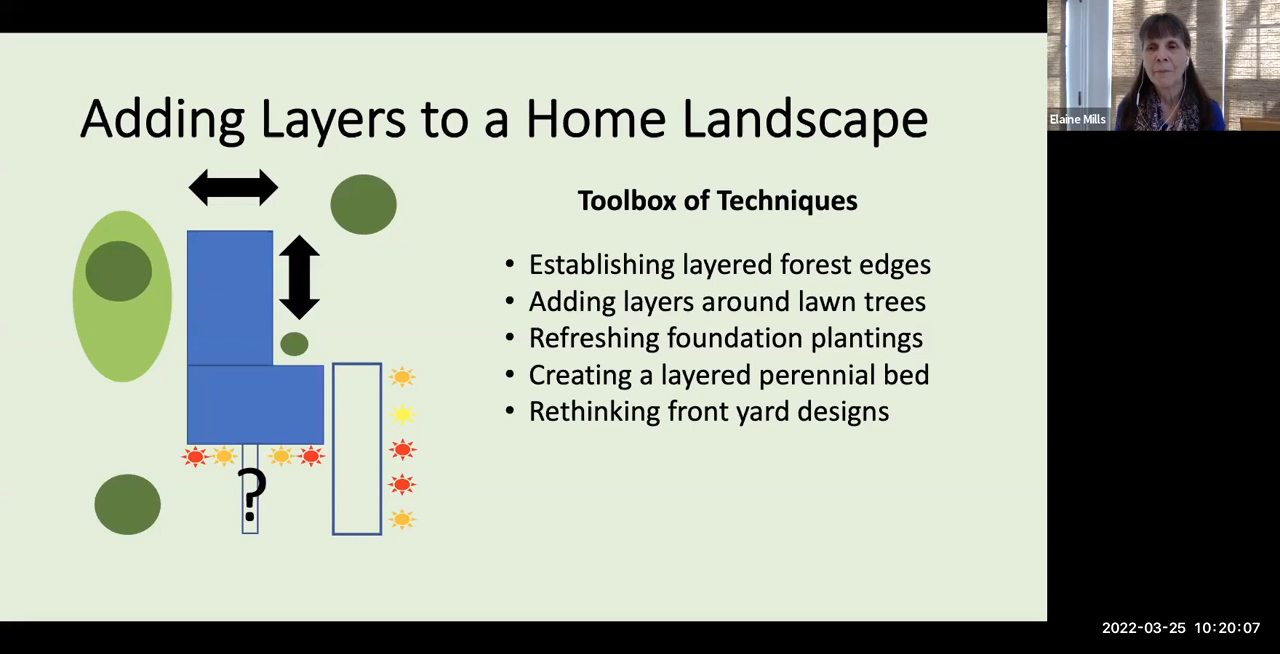 Adding Layers to a Home Landscape
Elaine Mills
Toolbox of Techniques
• Establishing layered forest edges
• Adding layers around lawn trees
• Refreshing foundation plantings
• Creating a layered perennial bed
• Rethinking front yard designs
?
2022-03-25 10:20:07